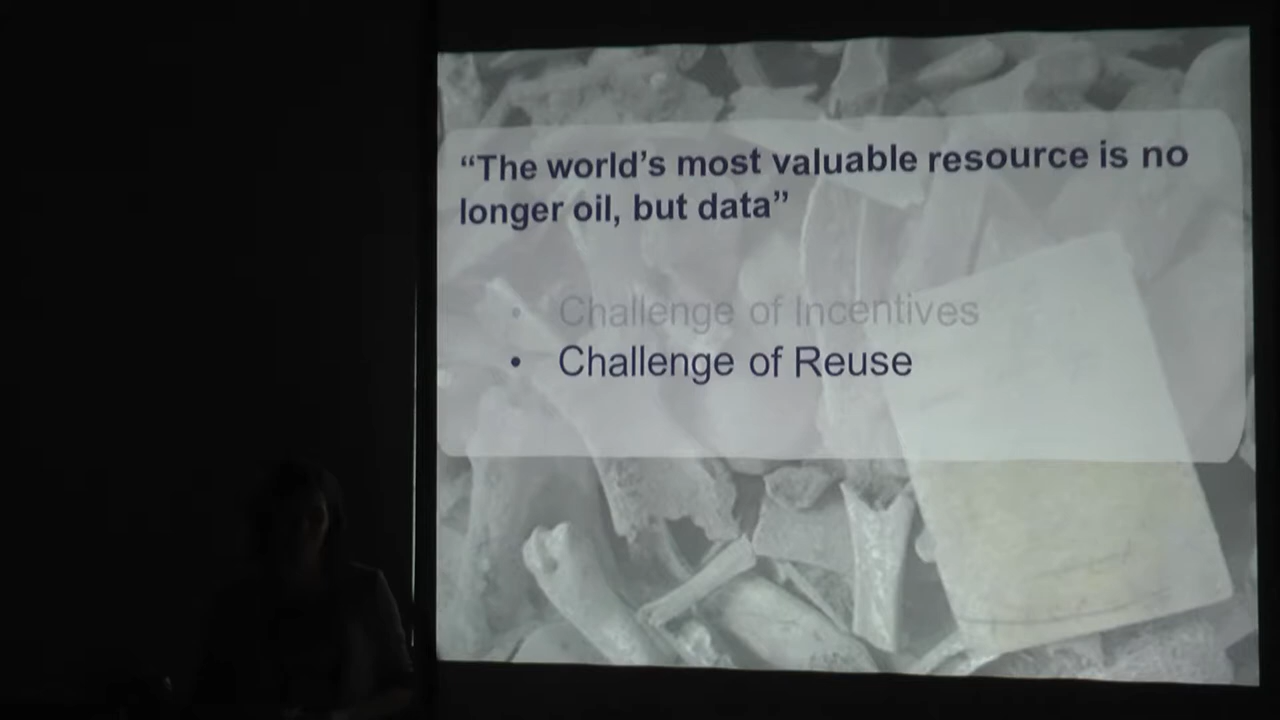 “The world’s most valuable resource is no
longer oil, but data”
• Challenge of Incentives
• Challenge of Reuse